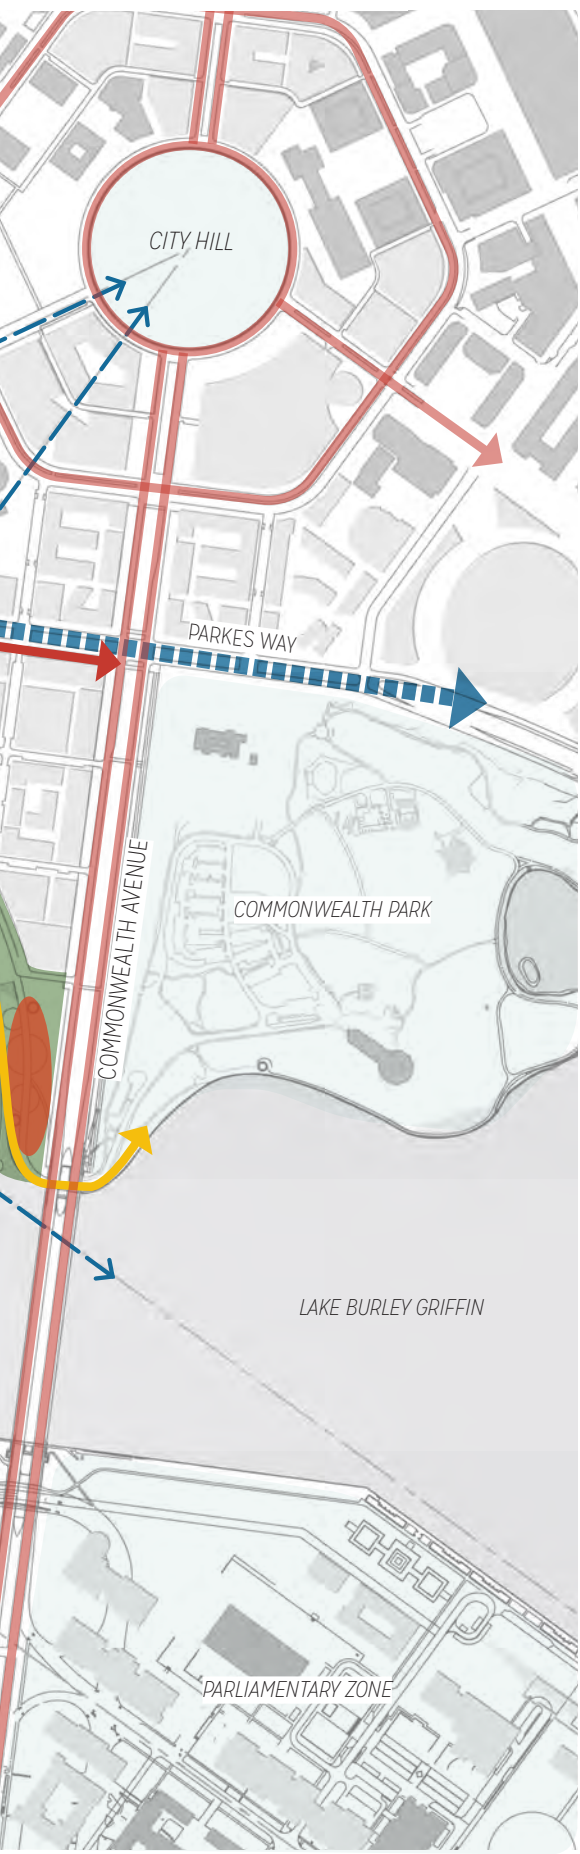 CITY HILL
PARKES WAY
COMMONWEALTH AVENUE
COMMONWEALTH PARK
LAKE BURLEY GRIFFIN
PARLIAMENTARY ZONE